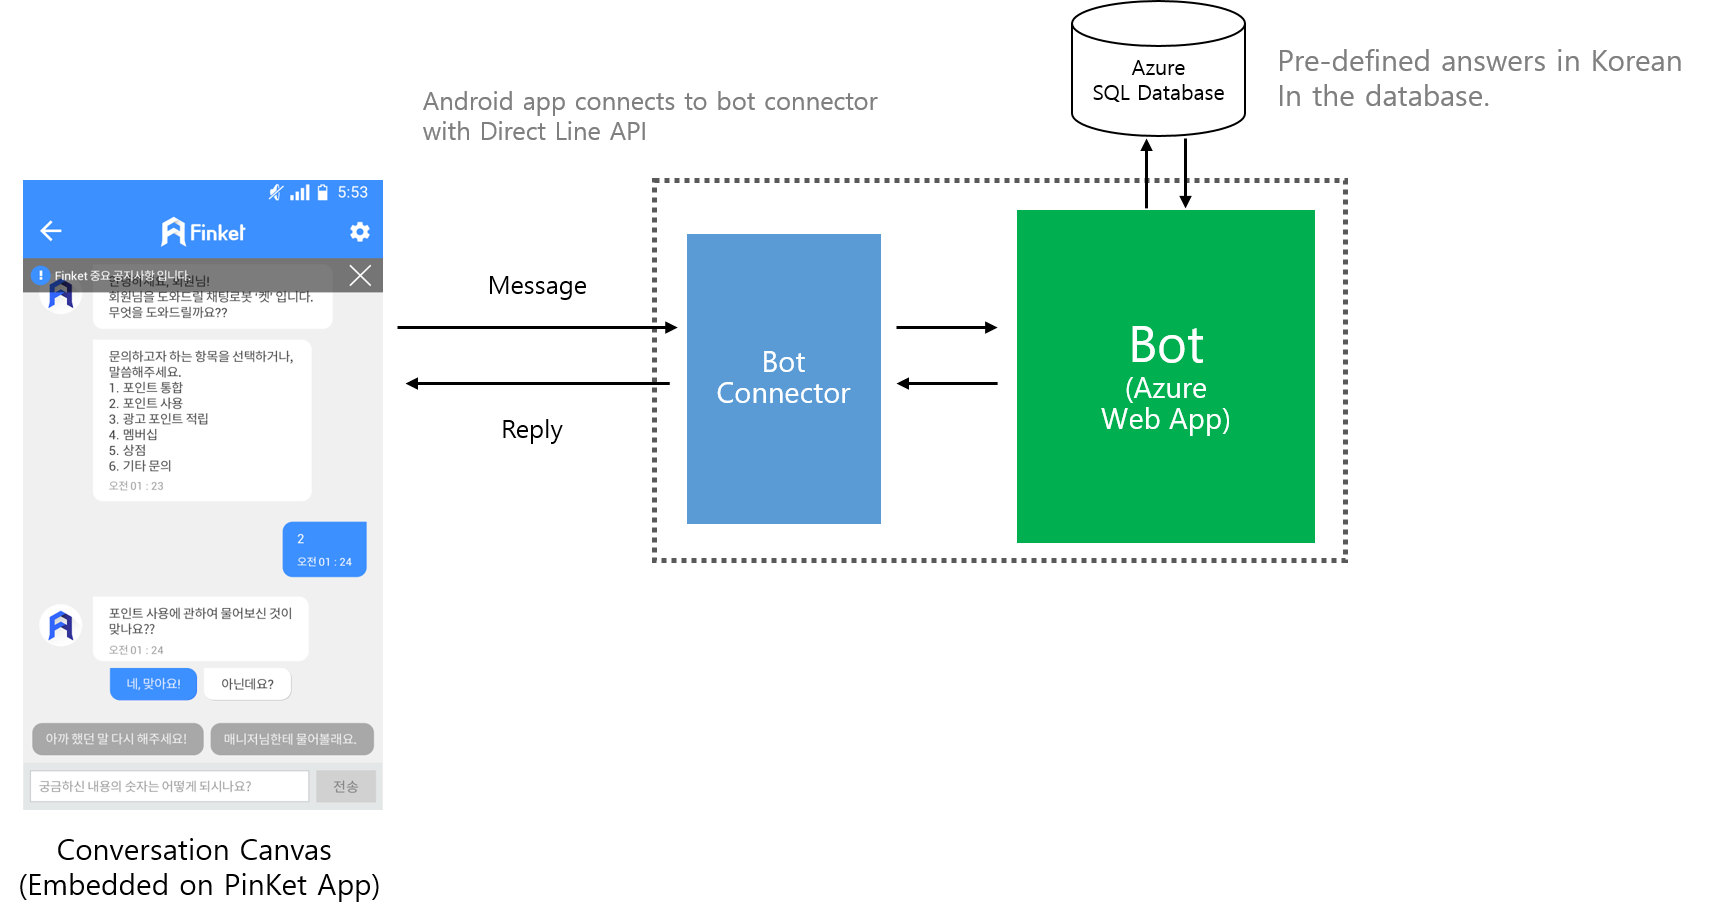 Azure
SQL Database
Pre-defined answers in Korean
In the database.
Android app connects to bot connector
with Direct Line API
5:53
Finket
Finket 중요 공지사항 입니다.
안녕하세요, 회원님!
회원님을 도와드릴 채팅로봇 '켓' 입니다.
무엇을 도와드릴까요??
문의하고자 하는 항목을 선택하거나,
말씀해주세요.
1. 포인트 통합
2. 포인트 사용
3. 광고 포인트 적립
4. 멤버십
5. 상점
6. 기타 문의
오전 01 : 23
2
오전 01 : 24
포인트 사용에 관하여 물어보신 것이
맞나요??
오전 01 : 24
네, 맞아요!
아닌데요?
아까 했던 말 다시 해주세요!
매니저님한테 물어볼래요.
궁금하신 내용의 숫자는 어떻게 되시나요?
전송
Conversation Canvas
(Embedded on PinKet App)
Message
Reply
Bot
Connector
Bot
(Azure
Web App)